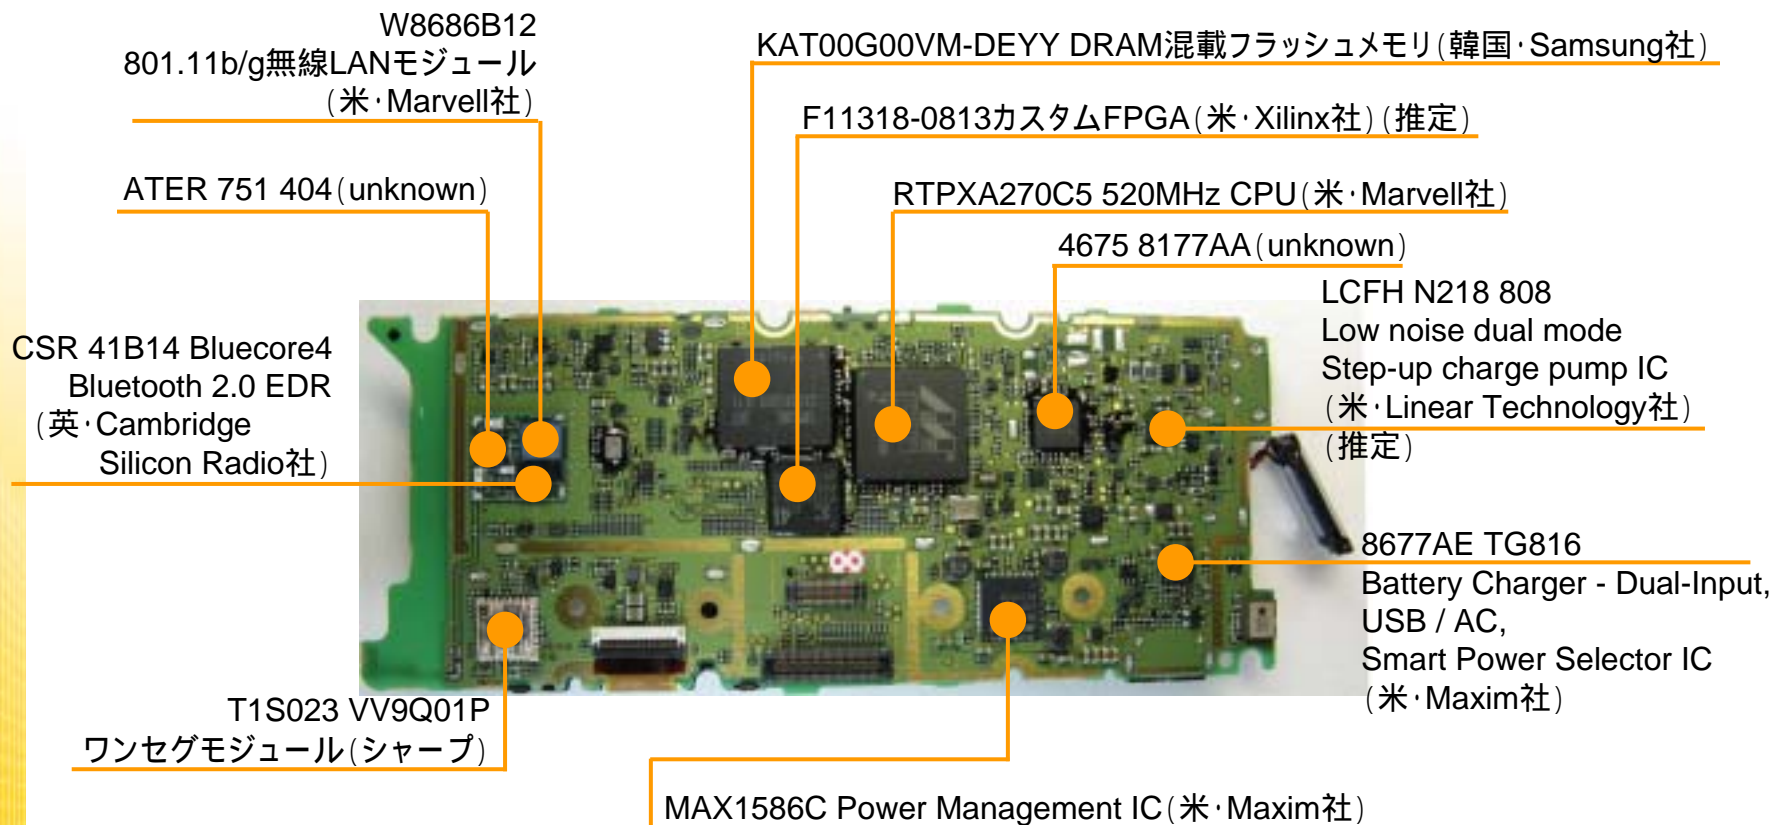 W8686B12
801.11b/g無線LANモジュール
(米・Marvell社)
KAT00G00VM-DEYY DRAM混載フラッシュメモリ(韓国・Samsung社)
F11318-0813カスタムFPGA(米・Xilinx社)(推定)
ATER 751 404(unknown)
RTPXA270C5 520MHz CPU(米・Marvell社)
4675 8177AA(unknown)
LCFH N218 808
Low noise dual mode
Step-up charge pump IC
(米・Linear Technology社)
(推定)
CSR 41B14 Bluecore4
Bluetooth 2.0 EDR
(英・Cambridge
Silicon Radio社)
8677AE TG816
Battery Charger - Dual-Input,
USB / AC,
Smart Power Selector IC
(米・Maxim社)
T1S023 VV9Q01P
ワンセグモジュール(シャープ)
MAX1586C Power Management IC(米・Maxim社)